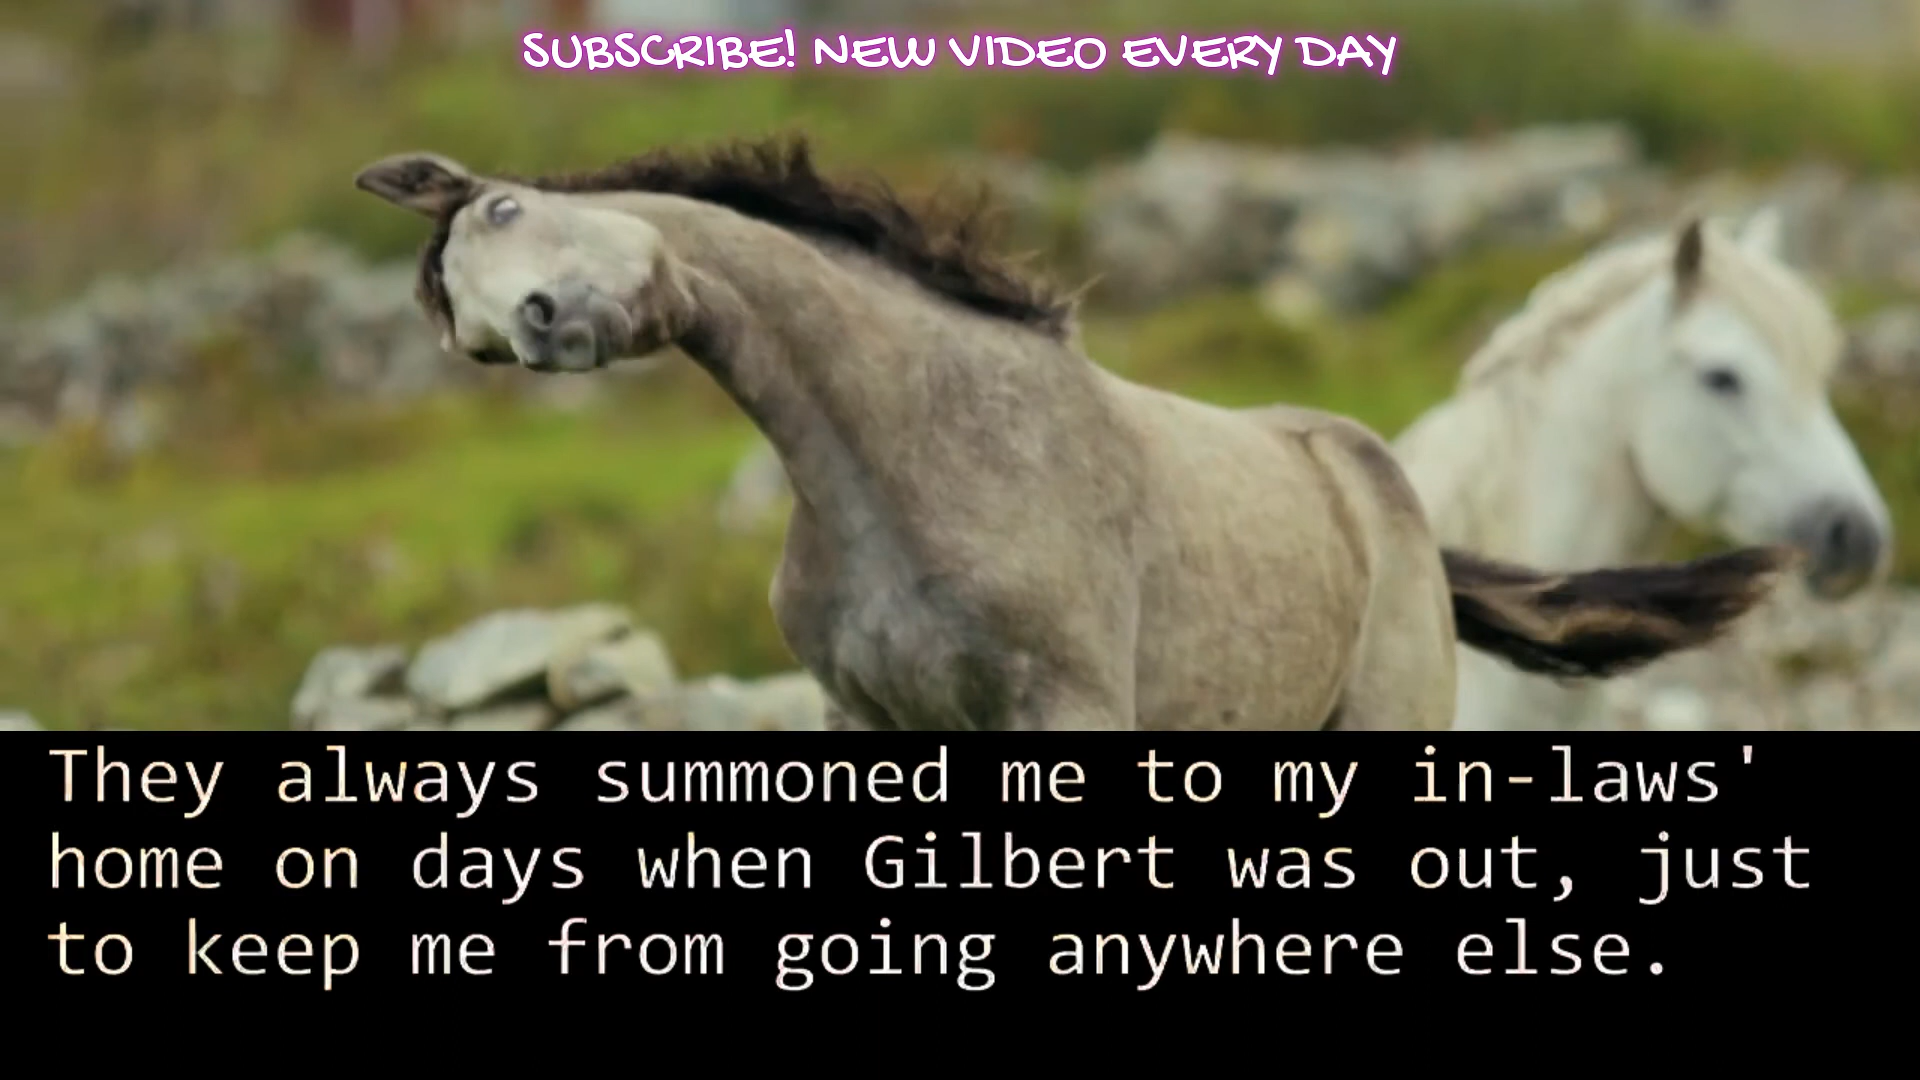 SUBSCRIBE! NEW VIDEO EVERY DAY
They always summoned me to my in-laws'
home on days when Gilbert was out, just
to keep me from going anywhere else.